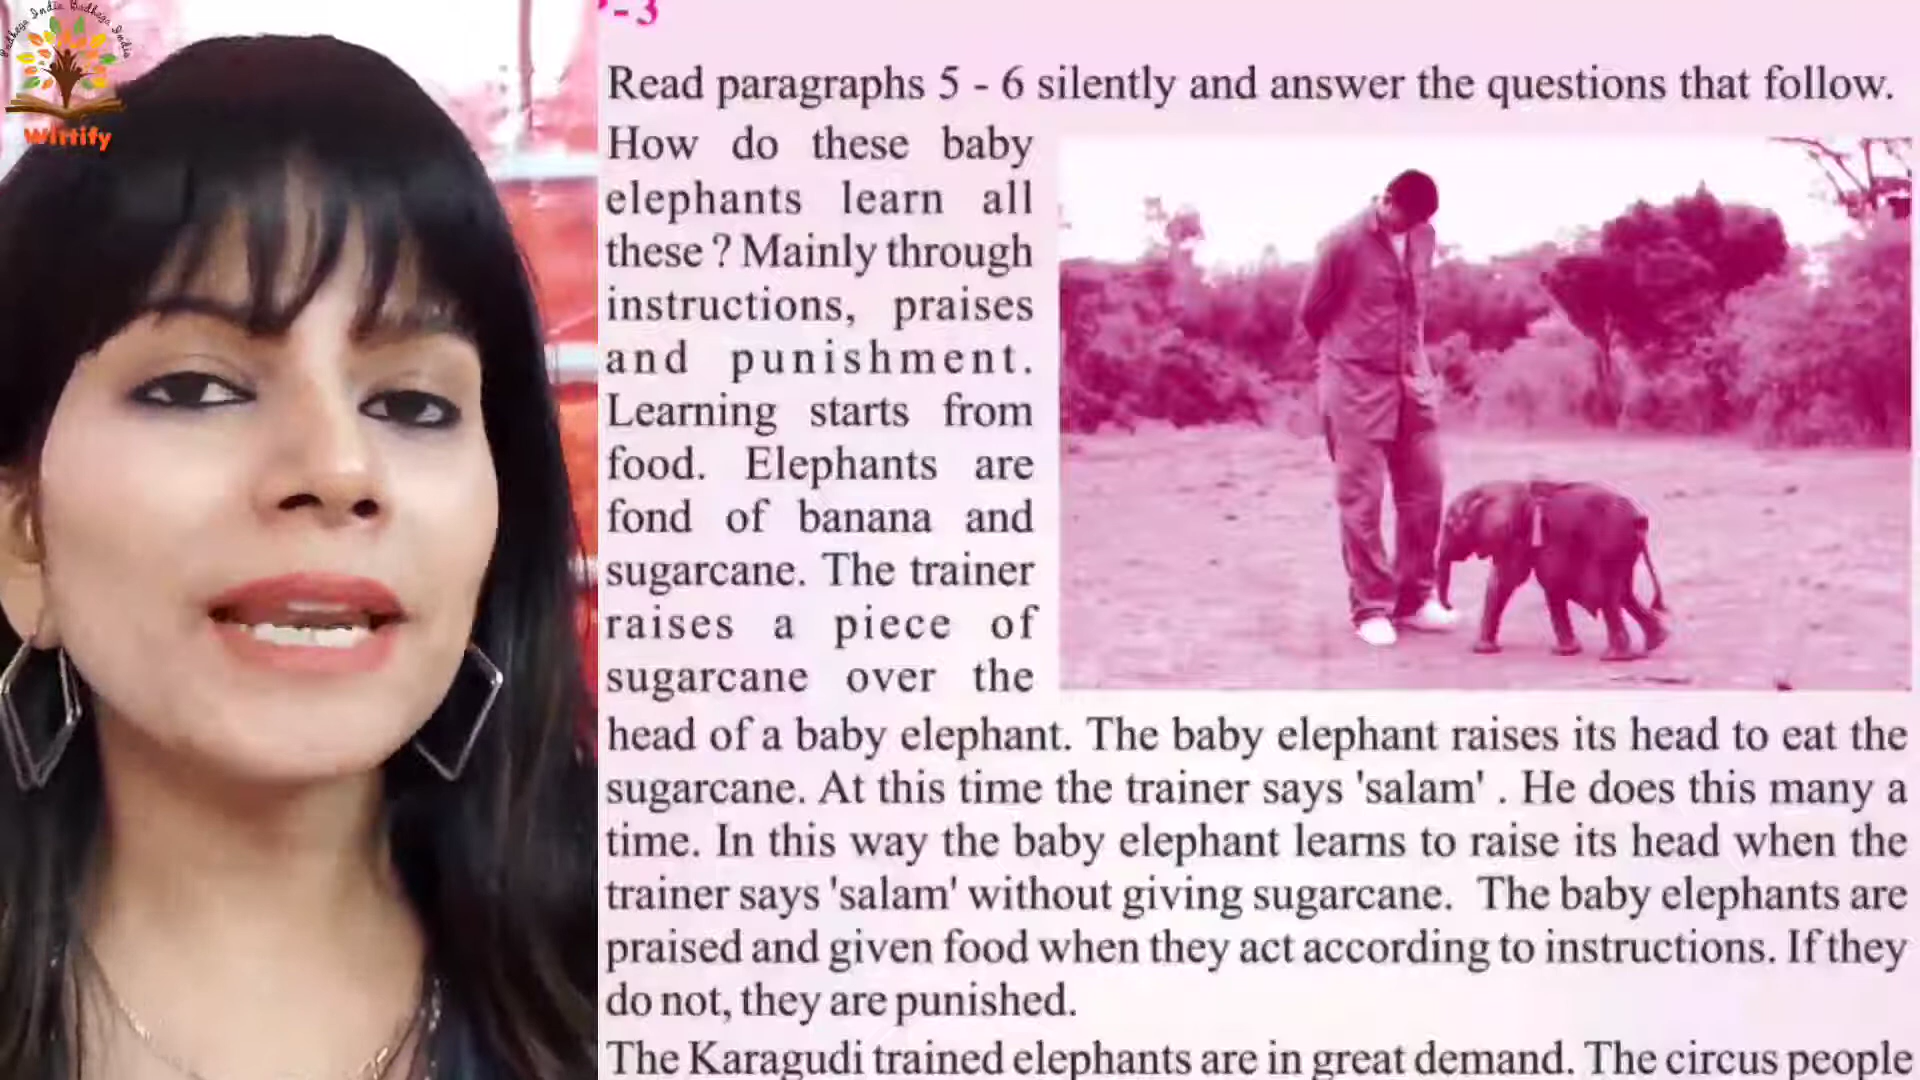 Padhega India Badhega India
Wittify
-3
Read paragraphs 5 - 6 silently and answer the questions that follow.
How do these baby
elephants learn all
these ? Mainly through
instructions, praises
and punishment.
Learning starts from
food. Elephants are
fond of banana and
sugarcane. The trainer
raises a piece of
sugarcane over the
head of a baby elephant. The baby elephant raises its head to eat the
sugarcane. At this time the trainer says 'salam' . He does this many a
time. In this way the baby elephant learns to raise its head when the
trainer says 'salam' without giving sugarcane. The baby elephants are
praised and given food when they act according to instructions. If they
do not, they are punished.
The Karagudi trained elephants are in great demand. The circus people